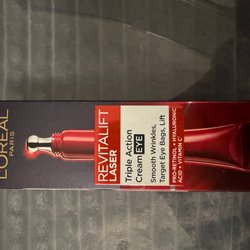 L'ORÉAL
PARIS
REVITALIFT
LASER
Triple Action
Cream EYE
Smooth Wrinkles,
Target Eye Bags, Lift
PRO-RETINOL + HYALURONIC
ACID + VITAMIN C